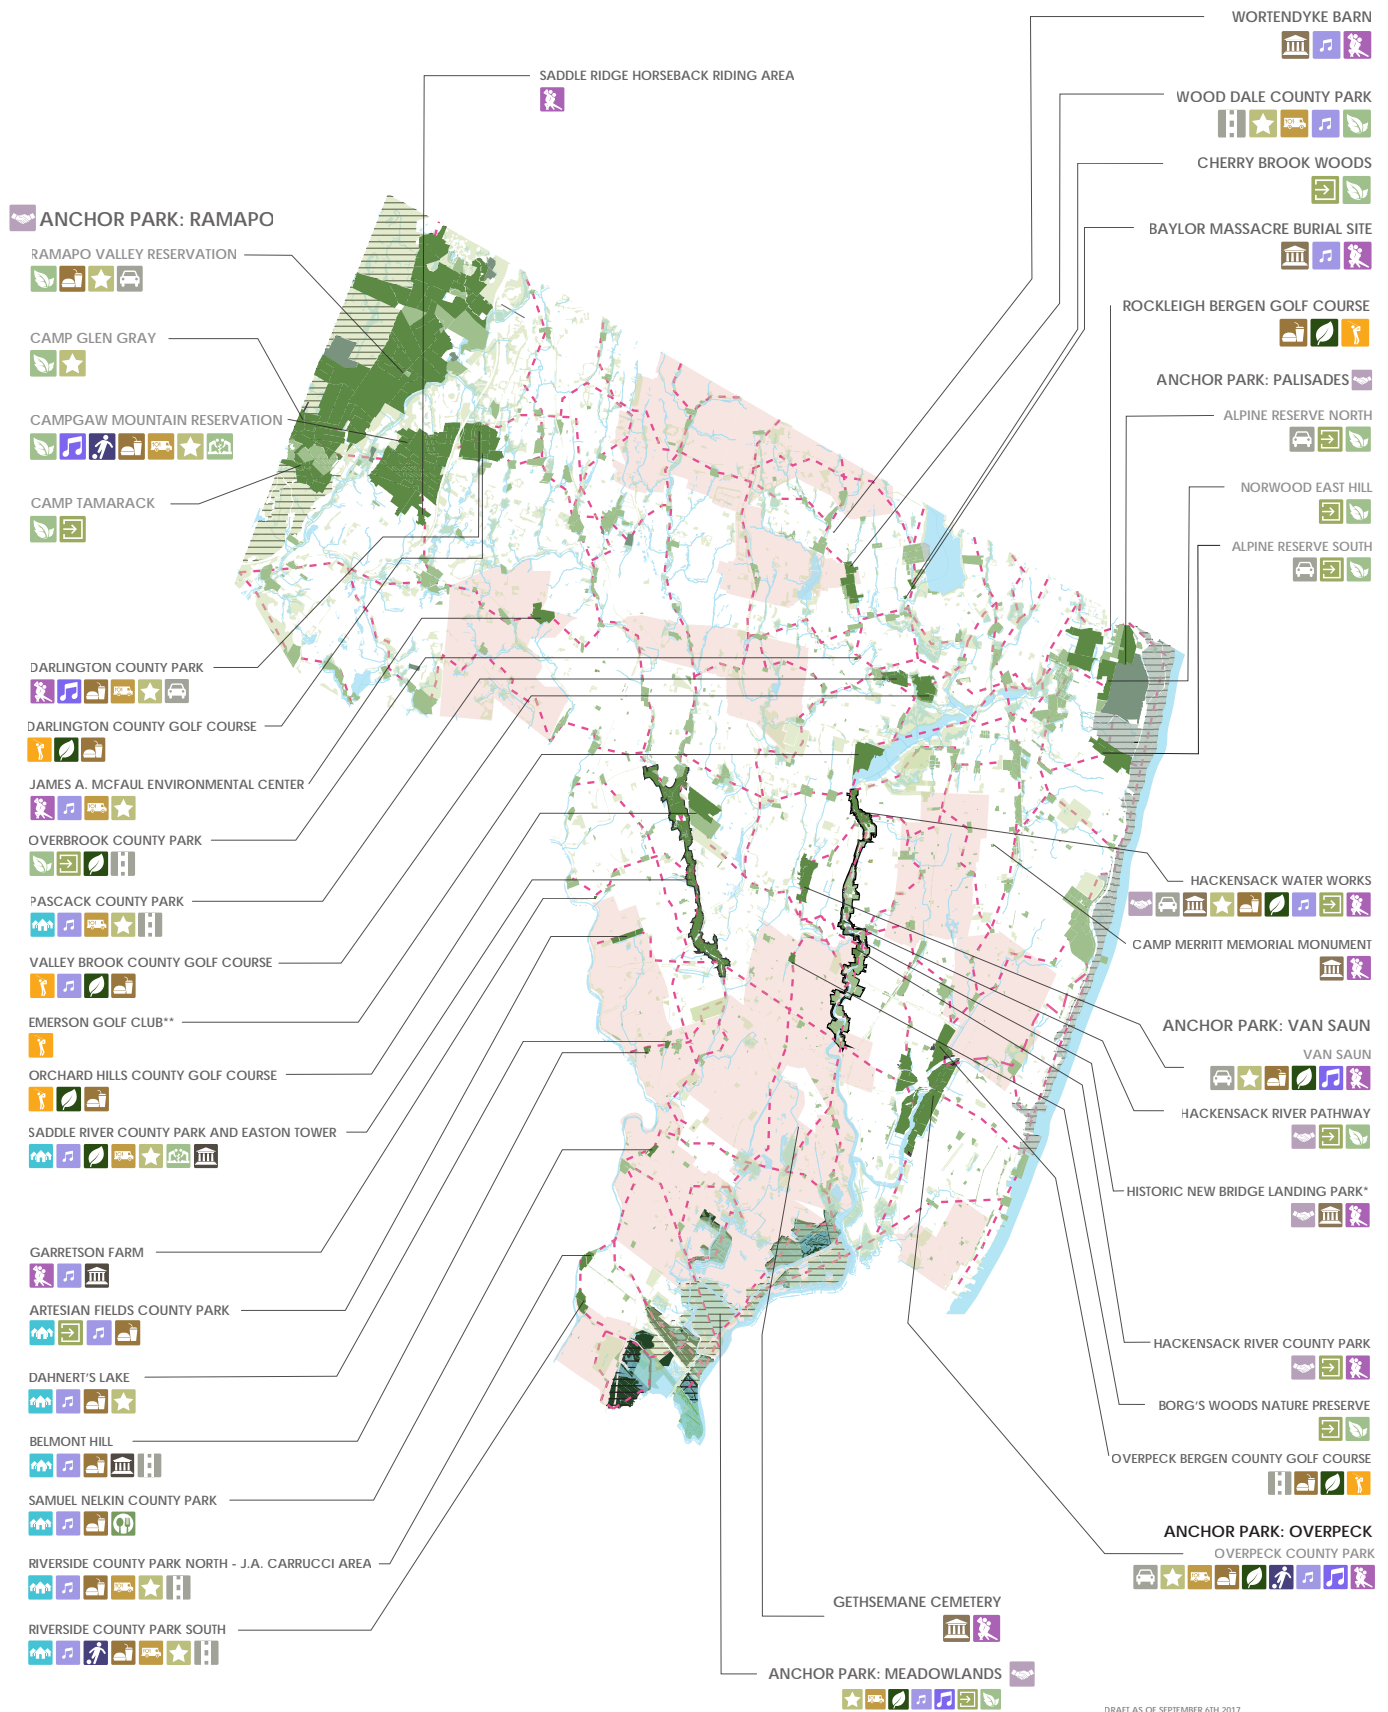 WORTENDYKE BARN
SADDLE RIDGE HORSEBACK RIDING AREA
WOOD DALE COUNTY PARK
CHERRY BROOK WOODS
ANCHOR PARK: RAMAPO
BAYLOR MASSACRE BURIAL SITE
RAMAPO VALLEY RESERVATION
ROCKLEIGH BERGEN GOLF COURSE
CAMP GLEN GRAY
ANCHOR PARK: PALISADES
CAMPGAW MOUNTAIN RESERVATION
ALPINE RESERVE NORTH
CAMP TAMARACK
NORWOOD EAST HILL
ALPINE RESERVE SOUTH
DARLINGTON COUNTY PARK
DARLINGTON COUNTY GOLF COURSE
JAMES A. MCFAUL ENVIRONMENTAL CENTER
OVERBROOK COUNTY PARK
PASCACK COUNTY PARK
HACKENSACK WATER WORKS
VALLEY BROOK COUNTY GOLF COURSE
CAMP MERRITT MEMORIAL MONUMENT
EMERSON GOLF CLUB**
ANCHOR PARK: VAN SAUN
VAN SAUN
ORCHARD HILLS COUNTY GOLF COURSE
HACKENSACK RIVER PATHWAY
SADDLE RIVER COUNTY PARK AND EASTON TOWER
HISTORIC NEW BRIDGE LANDING PARK*
GARRETSON FARM
ARTESIAN FIELDS COUNTY PARK
HACKENSACK RIVER COUNTY PARK
DAHNERT'S LAKE
BORG'S WOODS NATURE PRESERVE
BELMONT HILL
OVERPECK BERGEN COUNTY GOLF COURSE
SAMUEL NELKIN COUNTY PARK
ANCHOR PARK: OVERPECK
OVERPECK COUNTY PARK
RIVERSIDE COUNTY PARK NORTH - J.A. CARRUCCI AREA
GETHSEMANE CEMETERY
RIVERSIDE COUNTY PARK SOUTH
ANCHOR PARK: MEADOWLANDS
DRAFT AS OF SEPTEMBER 6TH 2017